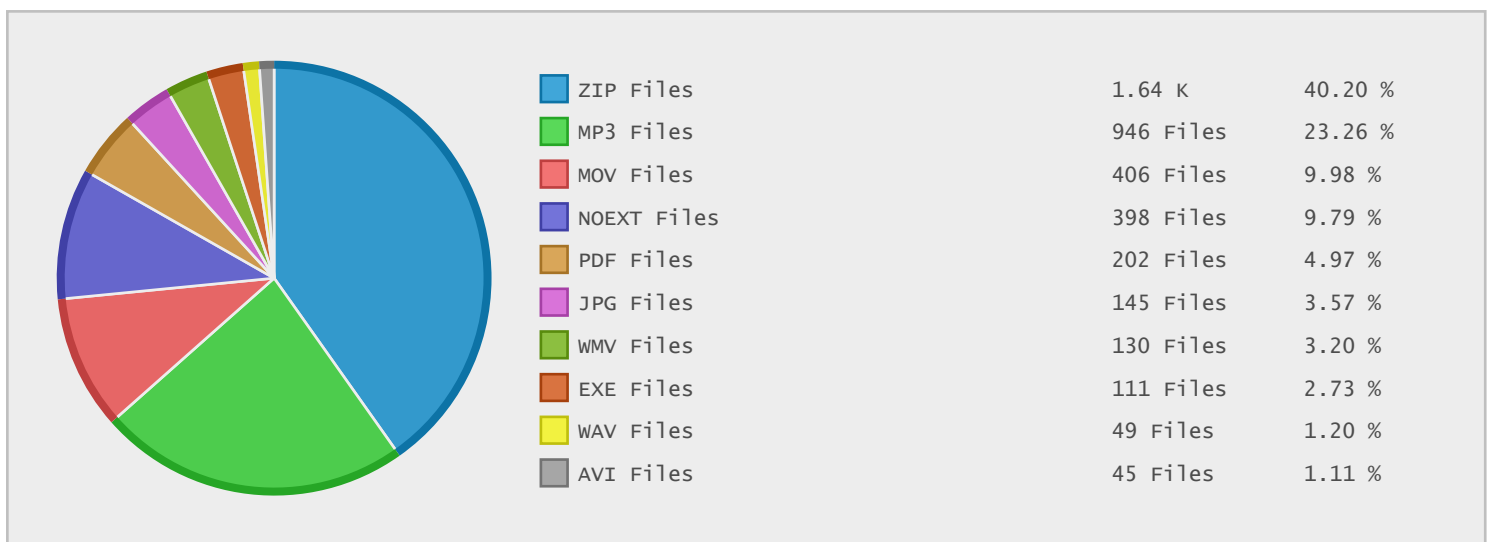 ZIP Files 1.64 K 40.20 %
MP3 Files 946 Files 23.26 %
MOV Files 406 Files 9.98 %
NOEXT Files 398 Files 9.79 %
PDF Files 202 Files 4.97 %
JPG Files 145 Files 3.57 %
WMV Files 130 Files 3.20 %
EXE Files 111 Files 2.73 %
WAV Files 49 Files 1.20 %
AVI Files 45 Files 1.11 %